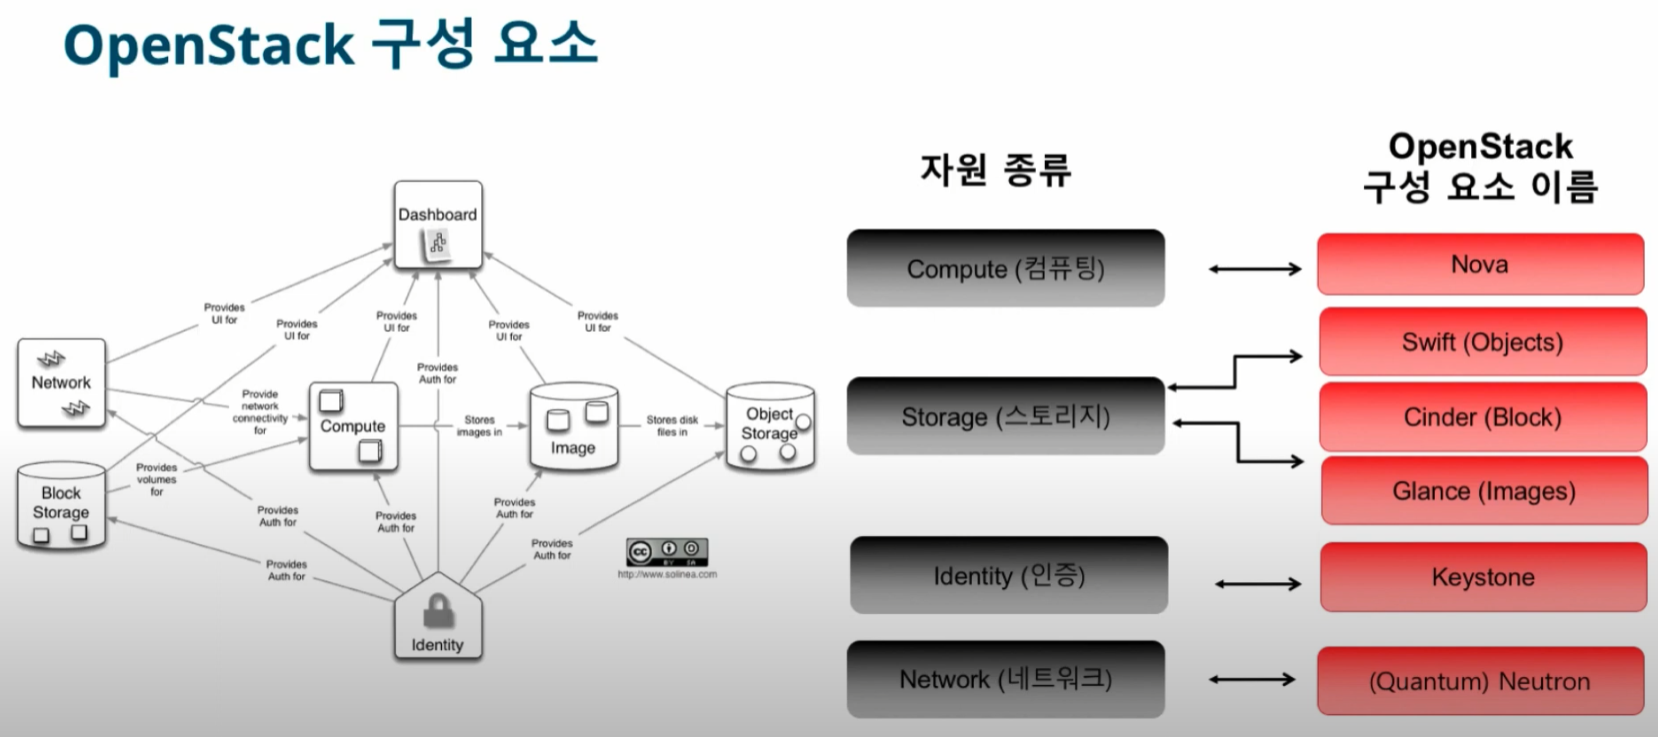 OpenStack 구성 요소
Dashboard
Provides
UI for
Provides
UI for
Provides
UI for
Provides
UI for
Provides
UI for
Provides
Auth for
Network
Provide
network
connectivity
for
Compute
Stores
images in
Image
Stores disk
files in
Object
Storage
Block
Storage
Provides
volumes
for
Provides
Auth for
Provides
Auth for
Provides
Auth for
Provides
Auth for
Provides
Auth for
Identity
cc
BY SA
http://www.solinea.com
자원 종류
OpenStack
구성 요소 이름
Compute (컴퓨팅)
Nova
Storage (스토리지)
Swift (Objects)
Cinder (Block)
Glance (Images)
Identity (인증)
Keystone
Network (네트워크)
(Quantum) Neutron